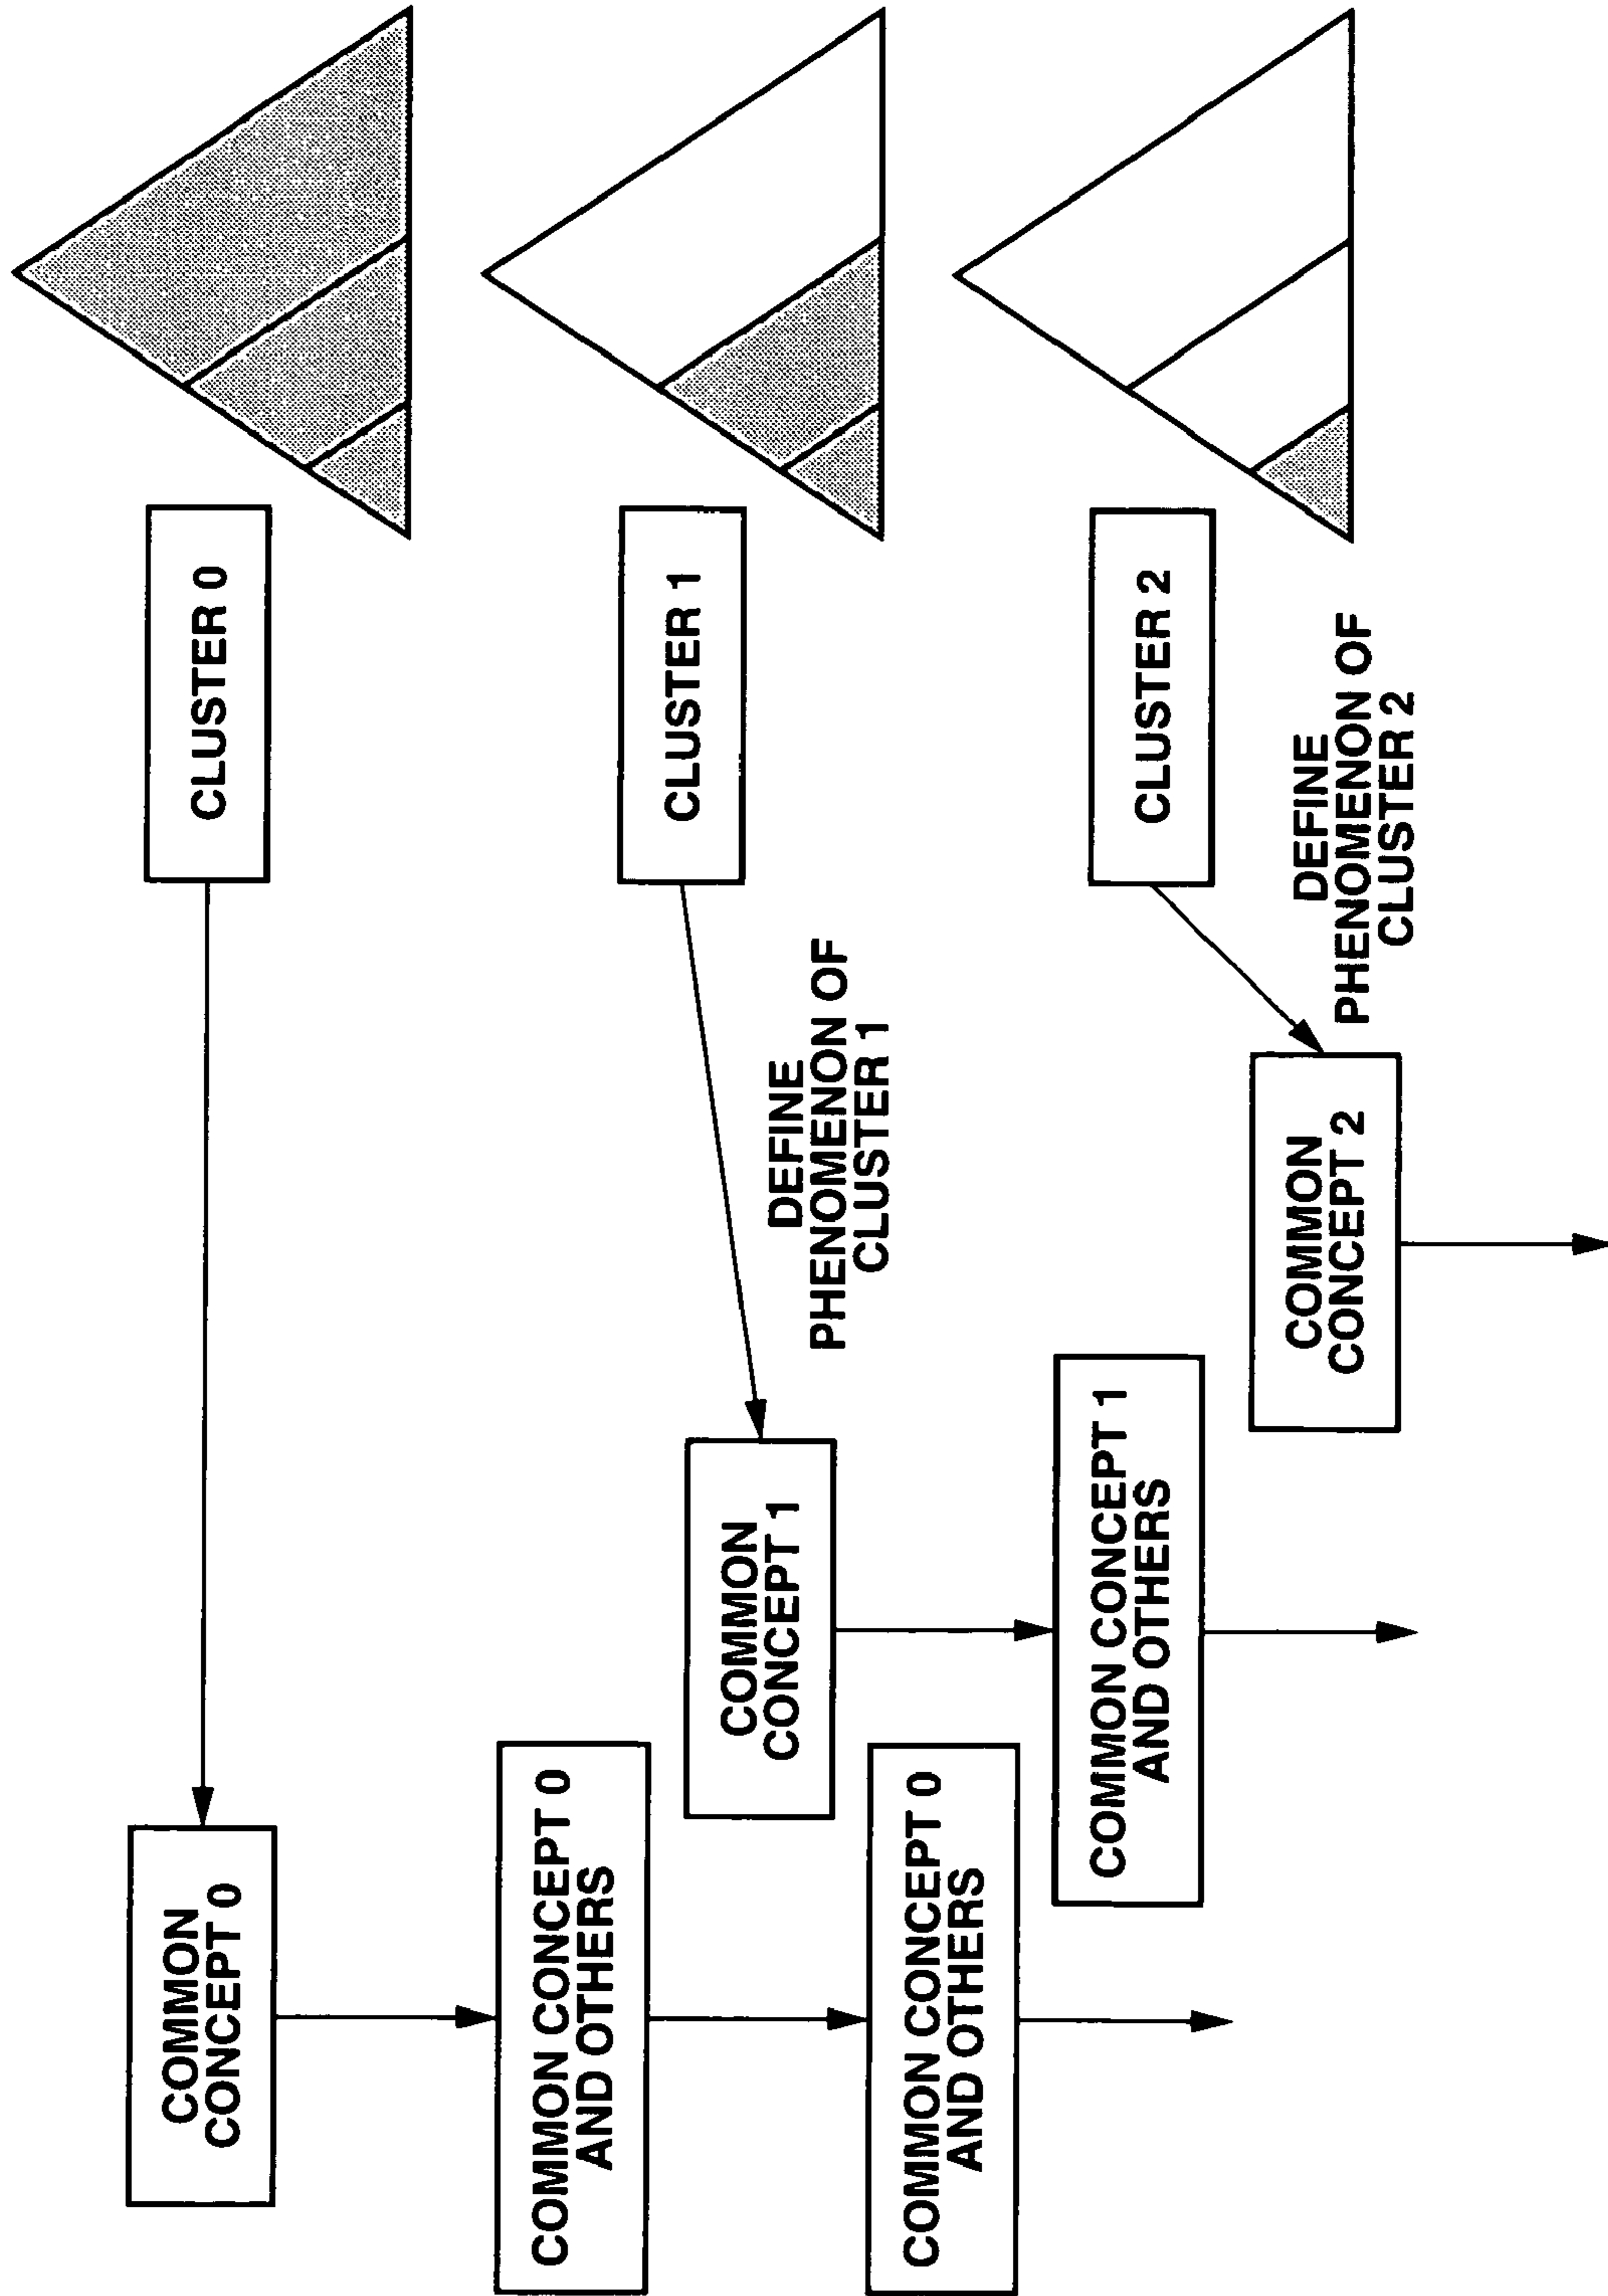 COMMON
CONCEPT 0
CLUSTER 0
COMMON CONCEPT 0
AND OTHERS
COMMON
CONCEPT 1
CLUSTER 1
DEFINE
PHENOMENON OF
CLUSTER 1
COMMON CONCEPT 0
AND OTHERS
COMMON CONCEPT 1
AND OTHERS
CLUSTER 2
COMMON
CONCEPT 2
DEFINE
PHENOMENON OF
CLUSTER 2